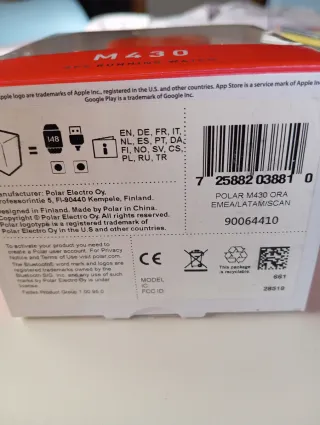 M430
GPS RUNNING WATCH
Apple logo are trademarks of Apple Inc., registered in the U.S. and other countries. App Store is a service mark of Apple Inc.
Google Play is a trademark of Google Inc.
148
EN, DE, FR, IT,
NL, ES, PT, DA,
FI, NO, SV, CS,
PL, RU, TR
7 25882 03881 0
POLAR M430 ORA
EMEA/LATAM/SCAN
90064410
Manufacturer: Polar Electro Oy,
Professorintie 5, FI-90440 Kempele, Finland.
Designed in Finland. Made by Polar in China.
Copyright © Polar Electro Oy. All rights reserved.
Polar logotype is a registered trademark of
Polar Electro Oy in the U.S and other countries.
To activate your product you need to
create a Polar user account. For Privacy
Notice and Terms of Use visit polar.com.
The Bluetooth® word mark and logos are
registered trademarks owned by the
Bluetooth SIG, Inc. and any use of such
marks by Polar Electro Oy is under
license.
CE
This package
is recyclable
MODEL:
IC:
FCC ID:
661